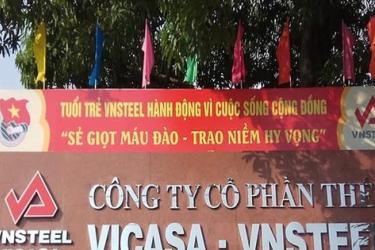 TUỔI TRẺ VNSTEEL HÀNH ĐỘNG VÌ CUỘC SỐNG CỘNG ĐỒNG
"SẺ GIỌT MÁU ĐÀO - TRAO NIỀM HY VỌNG"
VNSTEEL
CÔNG TY CỔ PHẦN THÉ
VNSTEEL
VICASA - VNSTEE